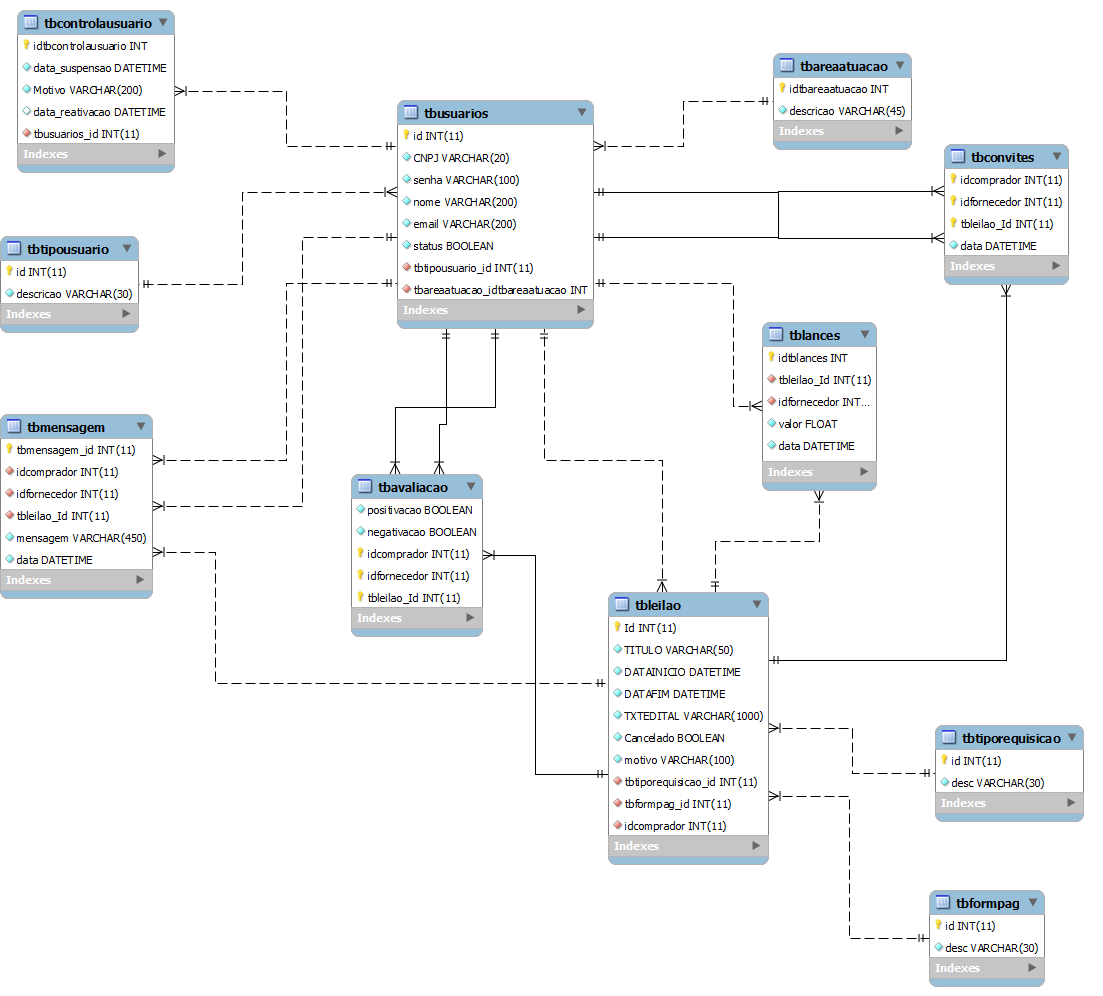 tbcontrolausuario
idtbcontrolausuario INT
data_suspensao DATETIME
Motivo VARCHAR(200)
data_reativacao DATETIME
tbusuarios_id INT(11)
Indexes
tbusuarios
id INT(11)
CNPJ VARCHAR(20)
senha VARCHAR(100)
nome VARCHAR(200)
email VARCHAR(200)
status BOOLEAN
tbtipousuario_id INT(11)
tbareaatuacao_idtbareaatuacao INT
Indexes
tbareaatuacao
idtbareaatuacao INT
descricao VARCHAR(45)
Indexes
tbconvites
idcomprador INT(11)
idfornecedor INT(11)
tbleilao_Id INT(11)
data DATETIME
Indexes
tbtipousuario
id INT(11)
descricao VARCHAR(30)
Indexes
tblances
idtblances INT
tbleilao_Id INT(11)
idfornecedor INT...
valor FLOAT
data DATETIME
Indexes
tbmensagem
tbmensagem_id INT(11)
idcomprador INT(11)
idfornecedor INT(11)
tbleilao_Id INT(11)
mensagem VARCHAR(450)
data DATETIME
Indexes
tbavaliacao
positivacao BOOLEAN
negativacao BOOLEAN
idcomprador INT(11)
idfornecedor INT(11)
tbleilao_Id INT(11)
Indexes
tbleilao
Id INT(11)
TITULO VARCHAR(50)
DATAINICIO DATETIME
DATAFIM DATETIME
TXTEDITAL VARCHAR(1000)
Cancelado BOOLEAN
motivo VARCHAR(100)
tbtiporequisicao_id INT(11)
tbformpag_id INT(11)
idcomprador INT(11)
Indexes
tbtiporequisicao
id INT(11)
desc VARCHAR(30)
Indexes
tbformpag
id INT(11)
desc VARCHAR(30)
Indexes